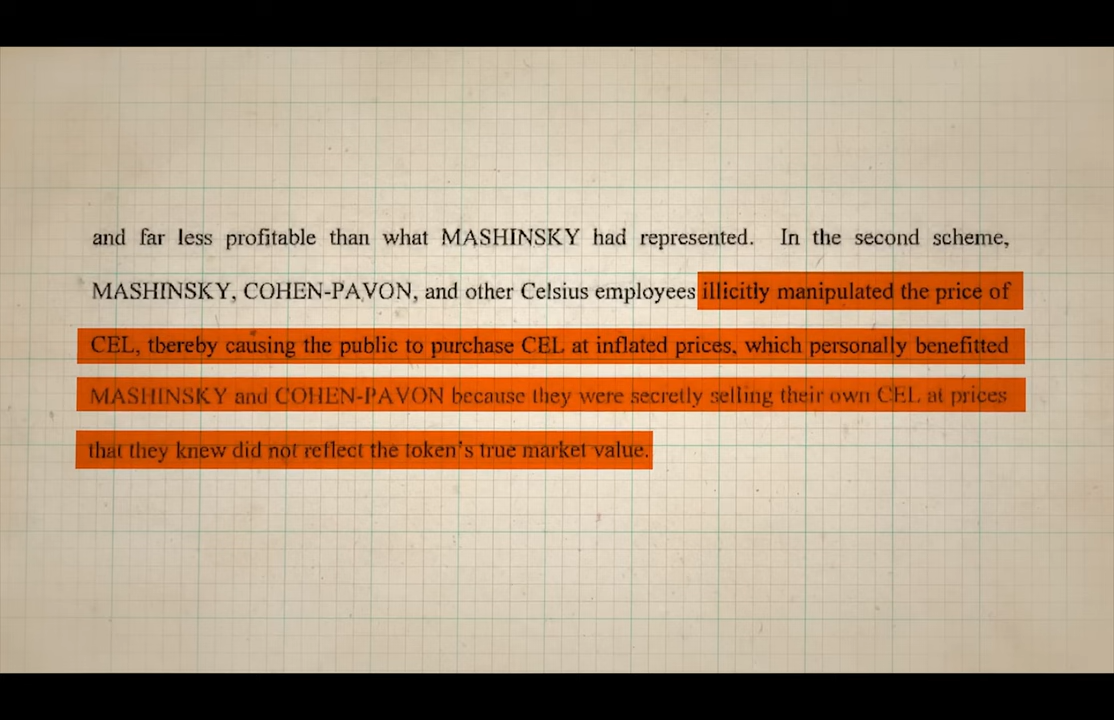 and far less profitable than what MASHINSKY had represented. In the second scheme,
MASHINSKY, COHEN-PAVON, and other Celsius employees illicitly manipulated the price of
CEL, thereby causing the public to purchase CEL at inflated prices, which personally benefitted
MASHINSKY and COHEN-PAVON because they were secretly selling their own CEL at prices
that they knew did not reflect the token's true market value.